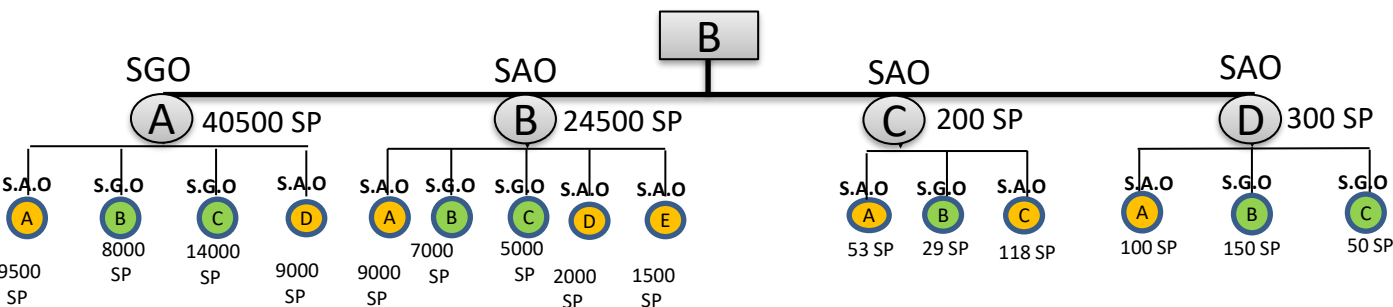 B
SGO
SAO
SAO
SAO
A 40500 SP
B 24500 SP
C 200 SP
D 300 SP
S.A.O S.G.O S.G.O S.A.O
S.A.O S.G.O S.G.O S.A.O S.A.O
S.A.O S.G.O S.A.O
S.A.O S.G.O S.G.O
A B C D
A B C D E
A B C
A B C
9500 SP
8000 SP
14000 SP
9000 SP
9000 SP
7000 SP
5000 SP
2000 SP
1500 SP
53 SP 29 SP 118 SP
100 SP 150 SP 50 SP